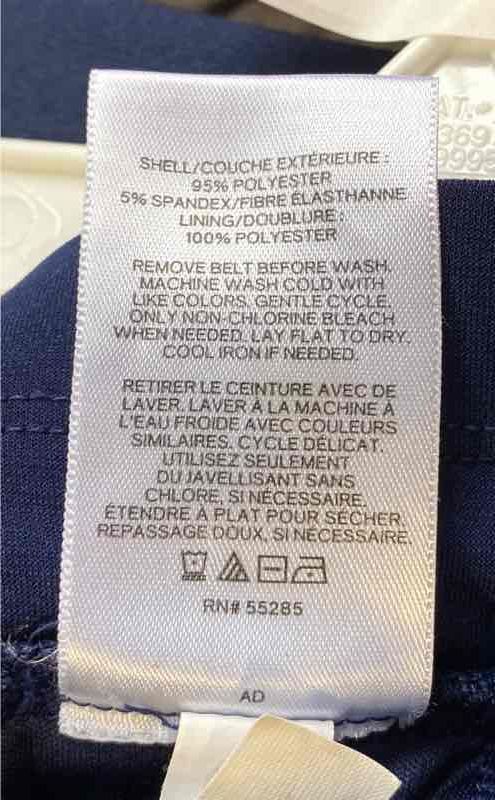 SHELL/COUCHE EXTÉRIEURE :
95% POLYESTER
5% SPANDEX/FIBRE ÉLASTHANNE
LINING/DOUBLURE :
100% POLYESTER
REMOVE BELT BEFORE WASH.
MACHINE WASH COLD WITH
LIKE COLORS. GENTLE CYCLE.
ONLY NON-CHLORINE BLEACH
WHEN NEEDED. LAY FLAT TO DRY.
COOL IRON IF NEEDED.
RETIRER LE CEINTURE AVEC DE
LAVER. LAVER À LA MACHINE À
L'EAU FROIDE AVEC COULEURS
SIMILAIRES. CYCLE DÉLICAT.
UTILISEZ SEULEMENT
DU JAVELLISANT SANS
CHLORE, SI NÉCESSAIRE.
ÉTENDRE À PLAT POUR SÉCHER.
REPASSAGE DOUX, SI NÉCESSAIRE.
RN# 55285
AD